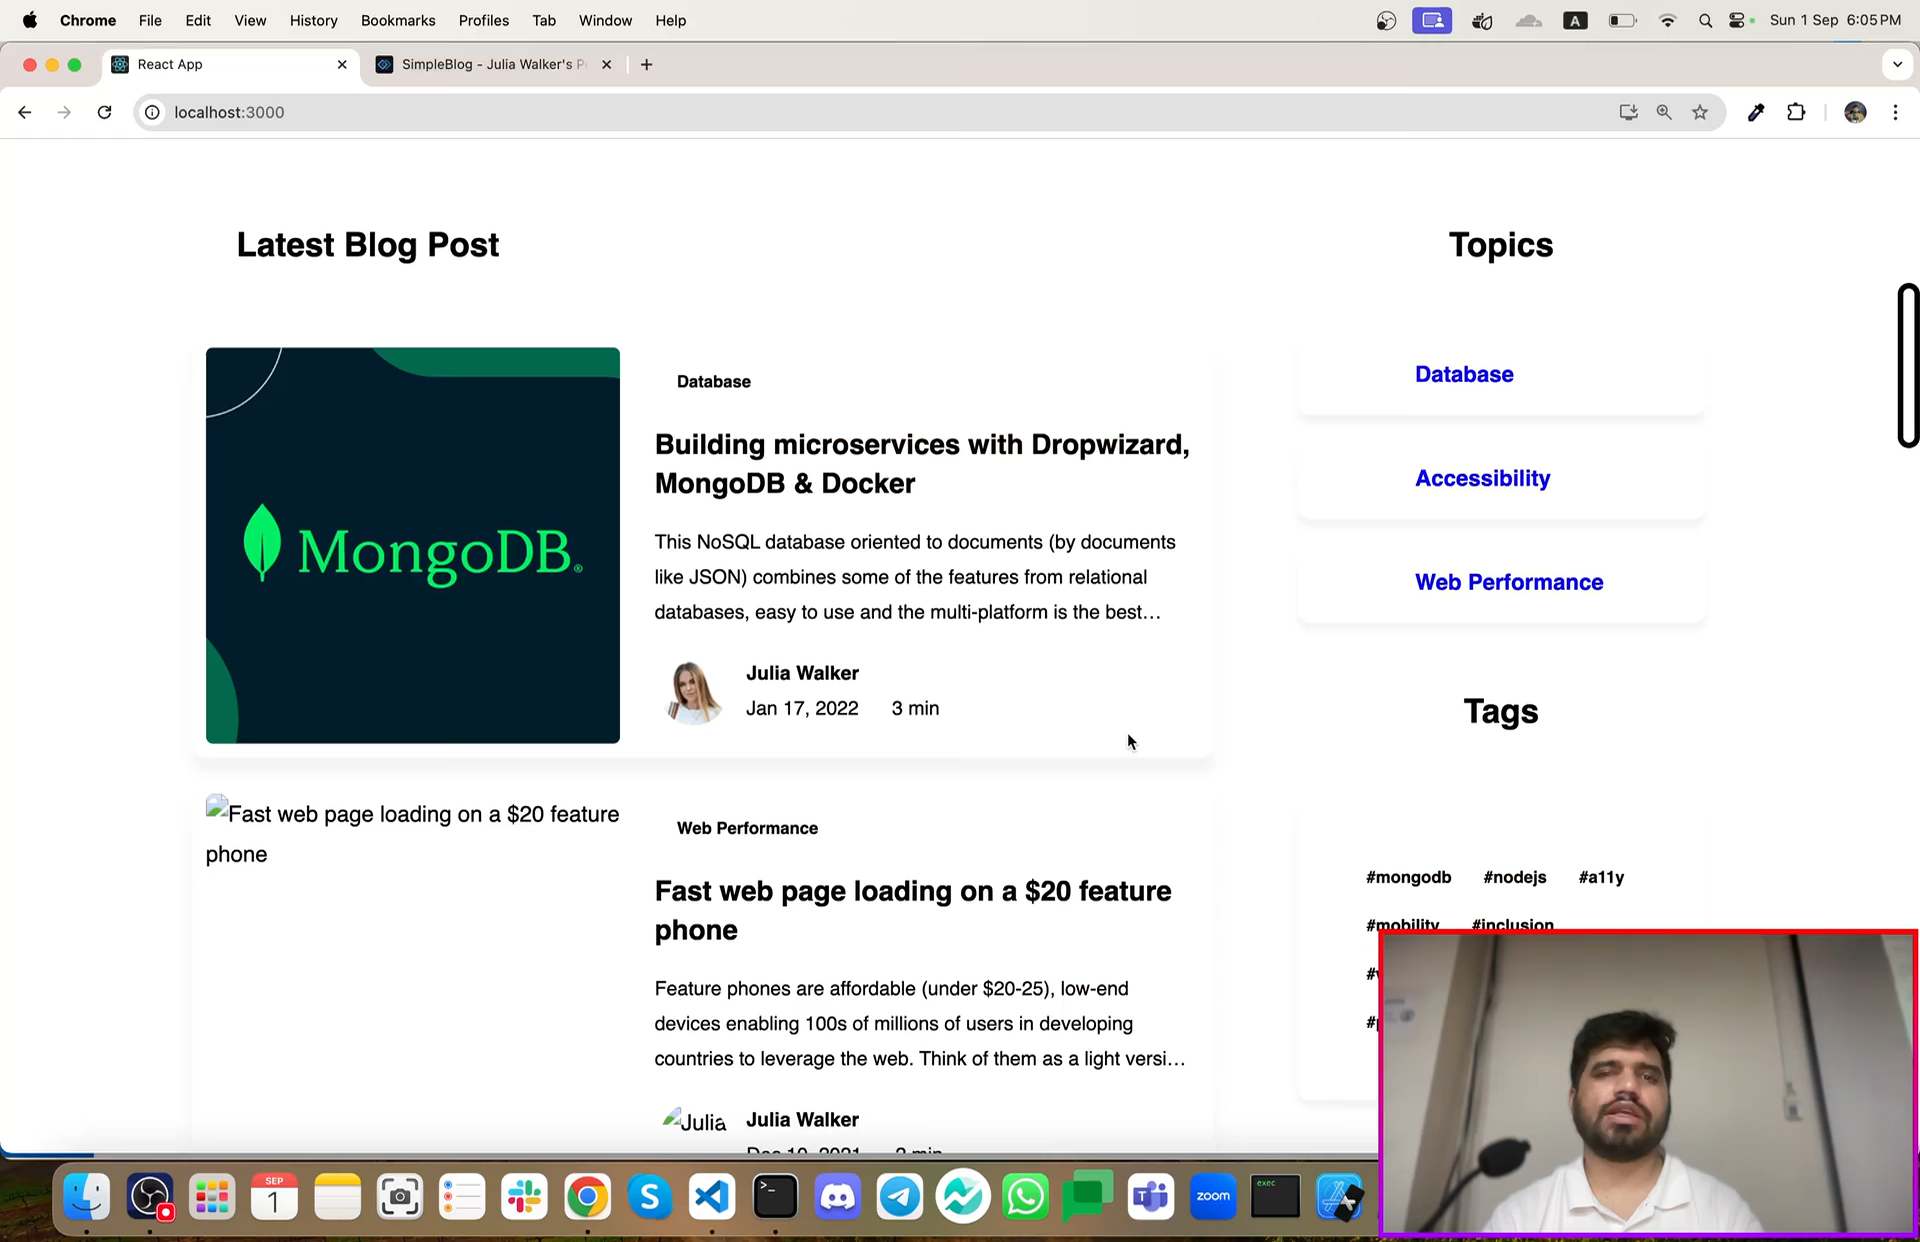 Chrome File Edit View History Bookmarks Profiles Tab Window Help A Sun 1 Sep 6:05 PM
React App SimpleBlog - Julia Walker's P
localhost:3000
Latest Blog Post
MongoDB.
Database
Building microservices with Dropwizard,
MongoDB & Docker
This NoSQL database oriented to documents (by documents
like JSON) combines some of the features from relational
databases, easy to use and the multi-platform is the best…
Julia Walker
Jan 17, 2022 3 min
Fast web page loading on a $20 feature
phone
Web Performance
Fast web page loading on a $20 feature
phone
Feature phones are affordable (under $20-25), low-end
devices enabling 100s of millions of users in developing
countries to leverage the web. Think of them as a light versi…
Julia
Julia Walker
Dec 10, 2021 2 min
Topics
Database
Accessibility
Web Performance
Tags
#mongodb #nodejs #a11y
#mobility #inclusion
SEP
1
S
zoom
exec